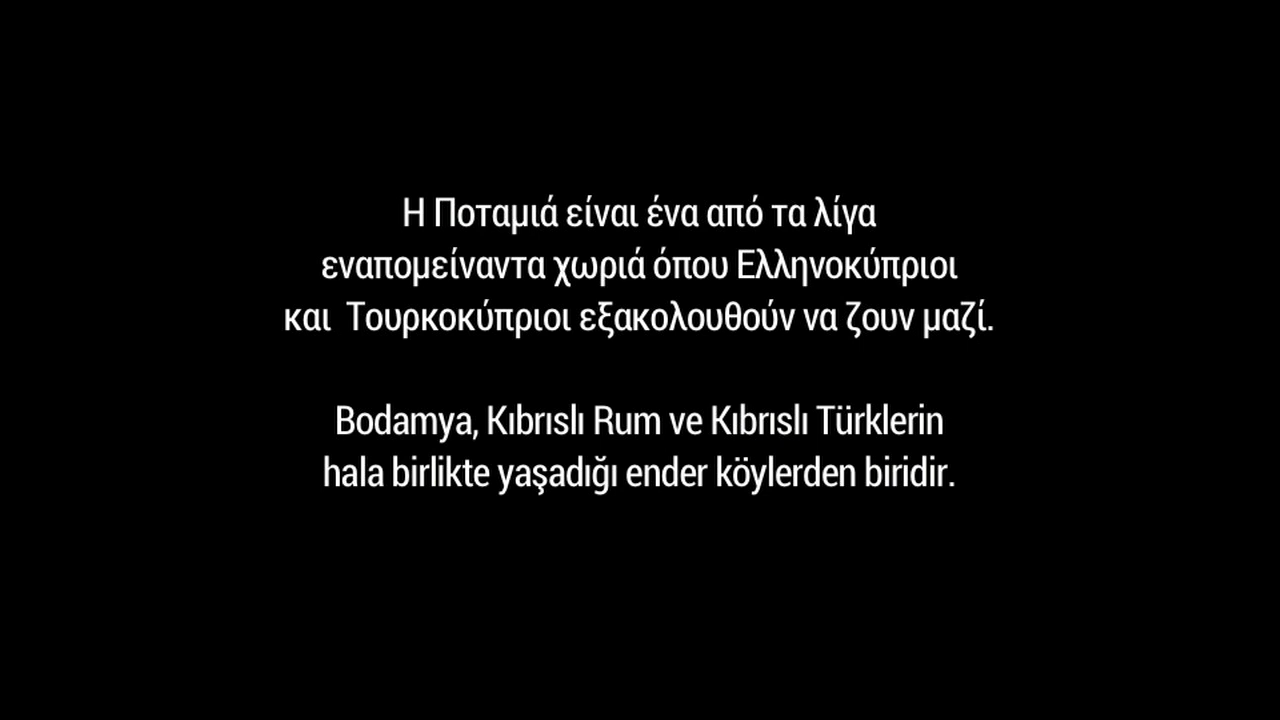 Η Ποταμιά είναι ένα από τα λίγα
εναπομείναντα χωριά όπου Ελληνοκύπριοι
και  Τουρκοκύπριοι εξακολουθούν να ζουν μαζί.
Bodamya, Kıbrıslı Rum ve Kıbrıslı Türklerin
hala birlikte yaşadığı ender köylerden biridir.